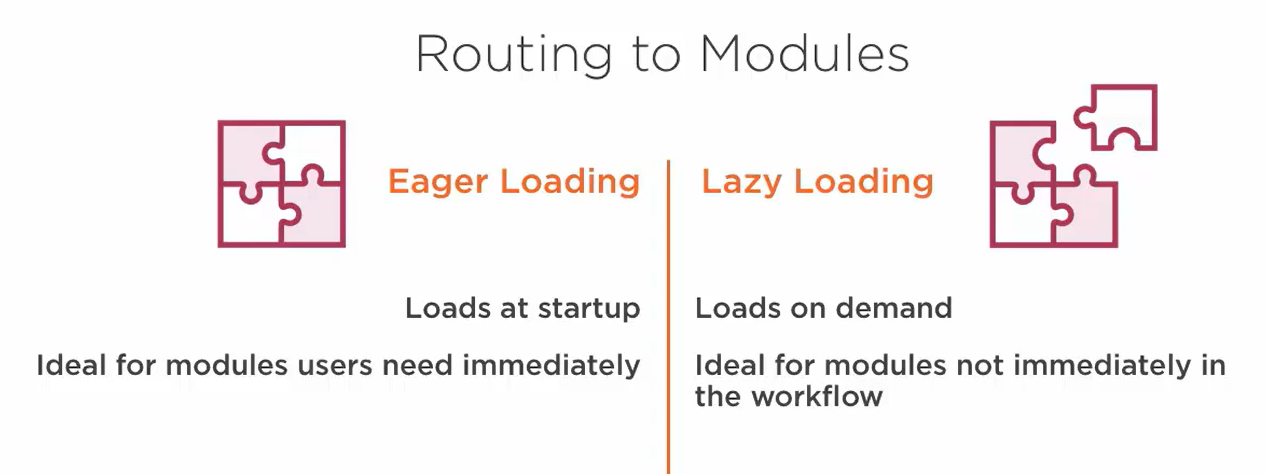 Routing to Modules
Eager Loading
Loads at startup
Ideal for modules users need immediately
Lazy Loading
Loads on demand
Ideal for modules not immediately in
the workflow